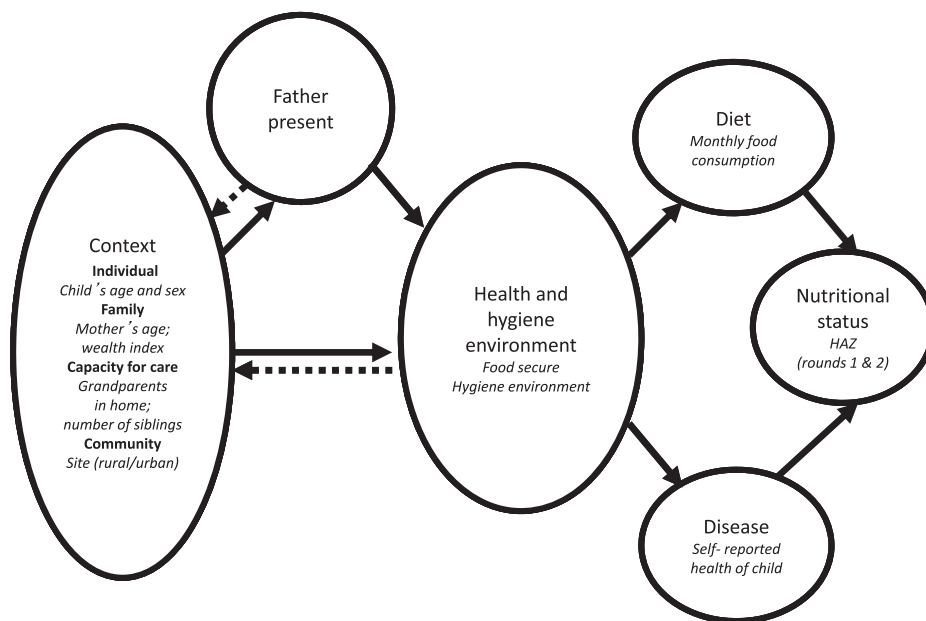 Father
present
Context
Individual
Child´s age and sex
Family
Mother´s age;
wealth index
Capacity for care
Grandparents
in home;
number of siblings
Community
Site (rural/urban)
Health and
hygiene
environment
Food secure
Hygiene environment
Diet
Monthly food
consumption
Nutritional
status
HAZ
(rounds 1 & 2)
Disease
Self- reported
health of child